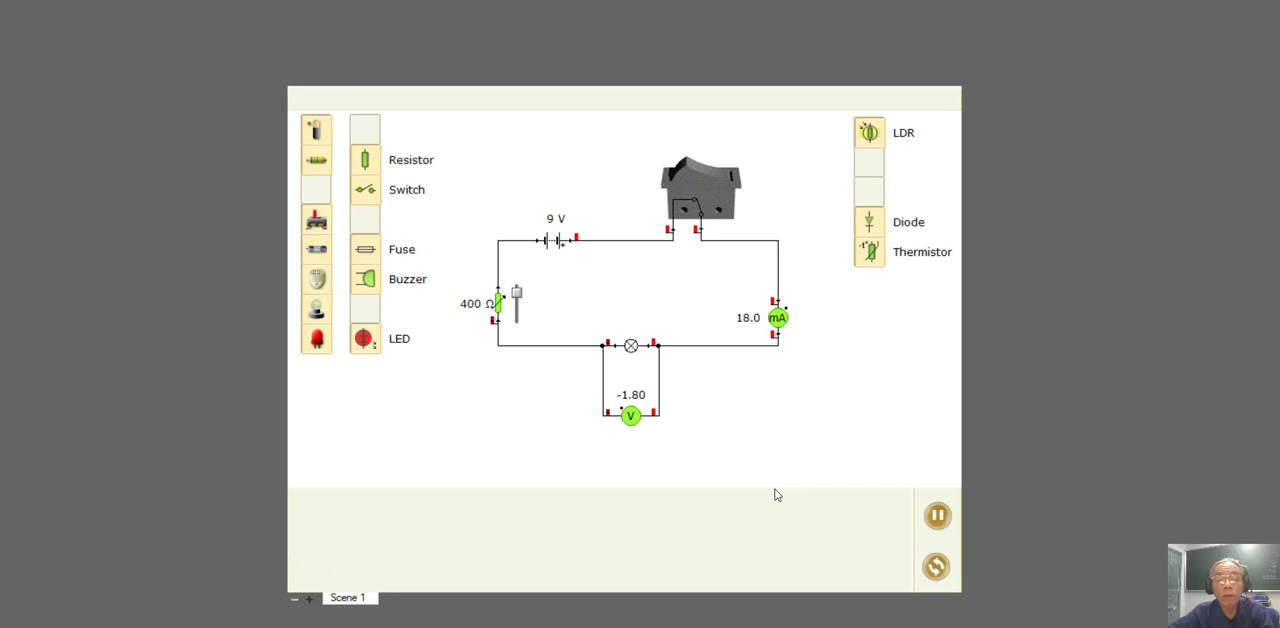 LDR
Resistor
Switch
9 V
Diode
Fuse
Thermistor
Buzzer
400 Ω
18.0
mA
LED
-1.80
V
Scene 1